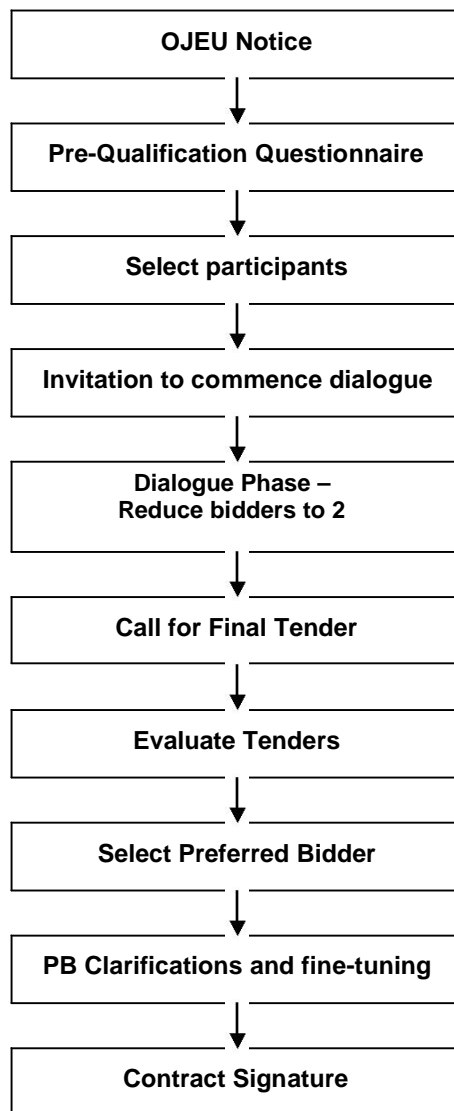 OJEU Notice
Pre-Qualification Questionnaire
Select participants
Invitation to commence dialogue
Dialogue Phase –
Reduce bidders to 2
Call for Final Tender
Evaluate Tenders
Select Preferred Bidder
PB Clarifications and fine-tuning
Contract Signature